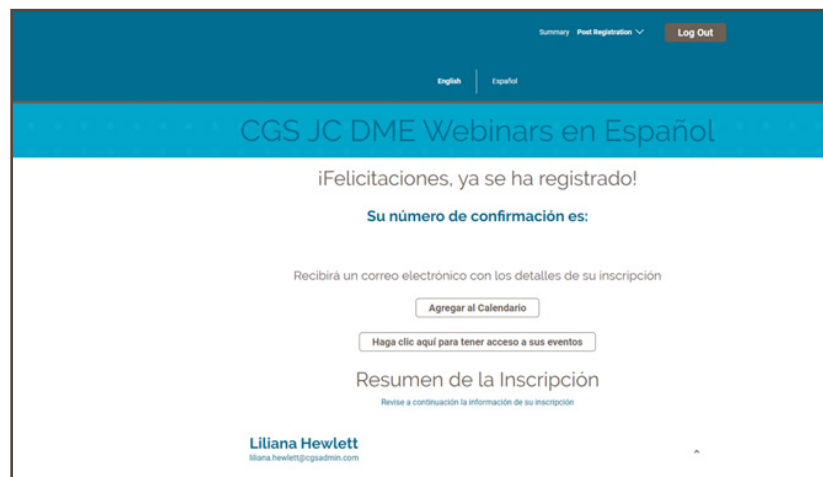 Summary Post Registration Log Out
English Español
CGS JC DME Webinars en Español
¡Felicitaciones, ya se ha registrado!
Su número de confirmación es:
Recibirá un correo electrónico con los detalles de su inscripción
Agregar al Calendario
Haga clic aquí para tener acceso a sus eventos
Resumen de la Inscripción
Revise a continuación la información de su inscripción
Liliana Hewlett
liliana.hewlett@cgsadmin.com